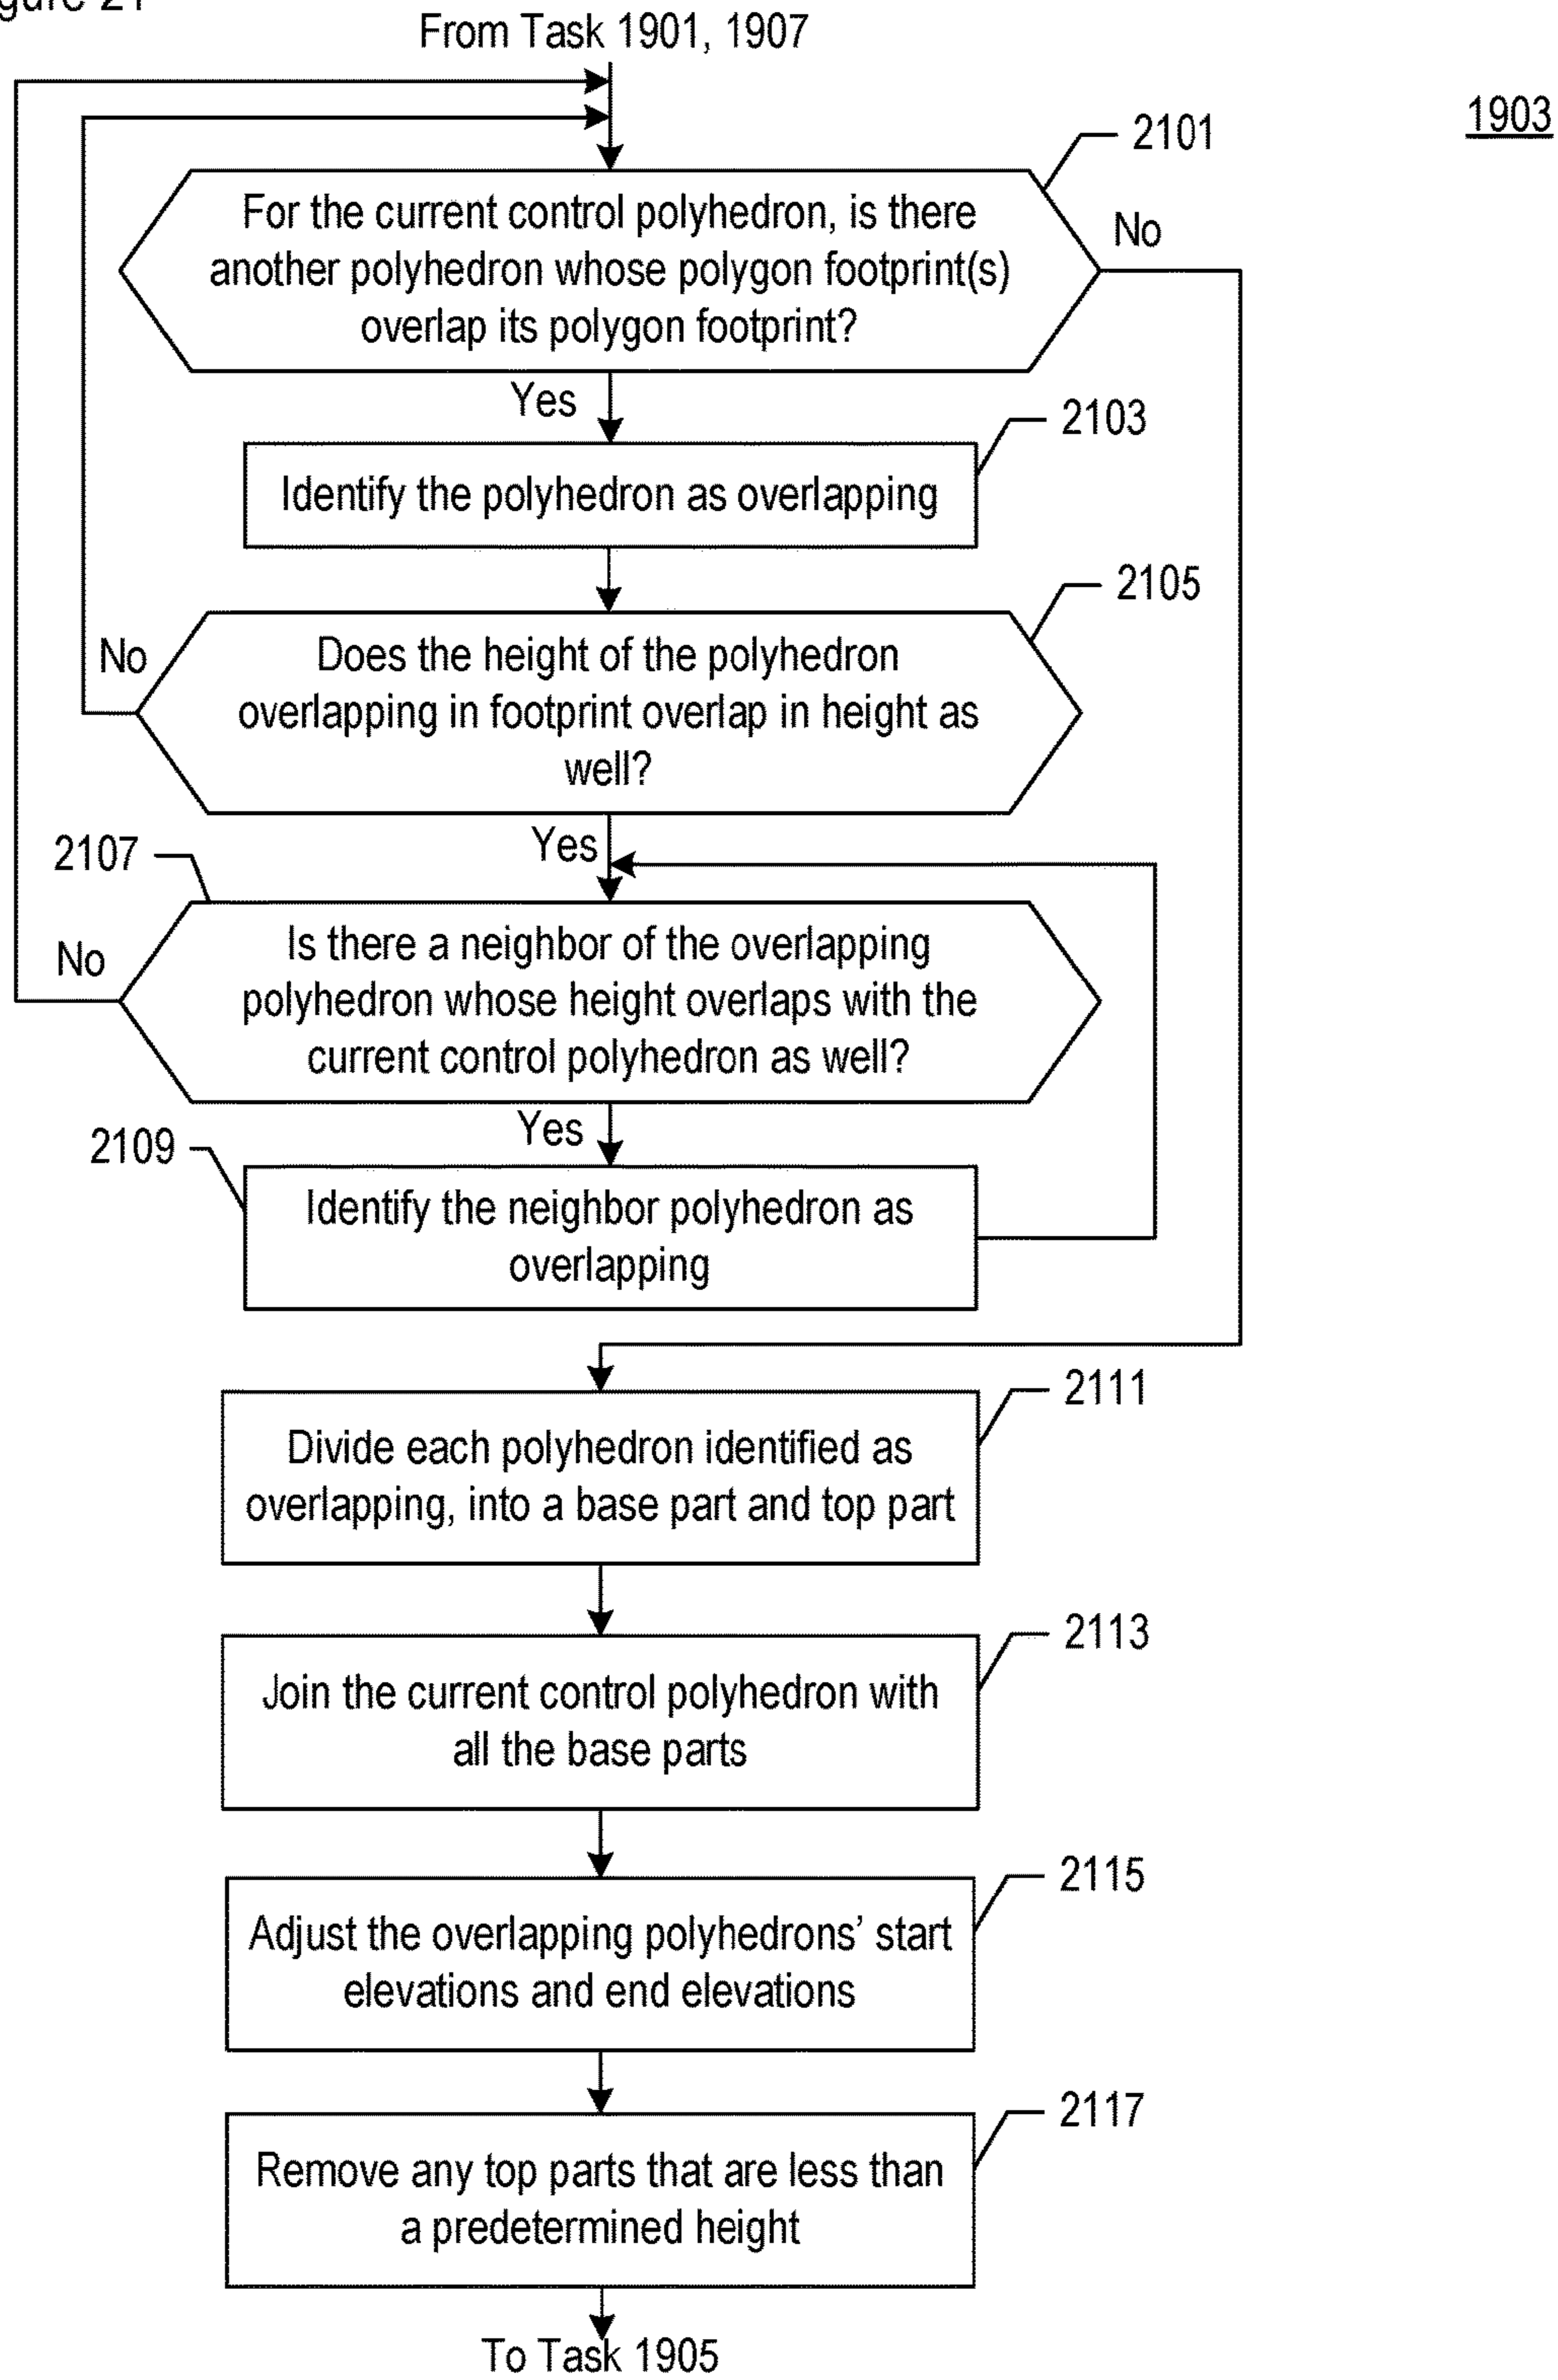 From Task 1901, 1907
1903
2101
For the current control polyhedron, is there
another polyhedron whose polygon footprint(s)
overlap its polygon footprint?
No
Yes
2103
Identify the polyhedron as overlapping
2105
Does the height of the polyhedron
overlapping in footprint overlap in height as
well?
No
Yes
2107
Is there a neighbor of the overlapping
polyhedron whose height overlaps with the
current control polyhedron as well?
No
Yes
2109
Identify the neighbor polyhedron as
overlapping
2111
Divide each polyhedron identified as
overlapping, into a base part and top part
2113
Join the current control polyhedron with
all the base parts
2115
Adjust the overlapping polyhedrons’ start
elevations and end elevations
2117
Remove any top parts that are less than
a predetermined height
To Task 1905